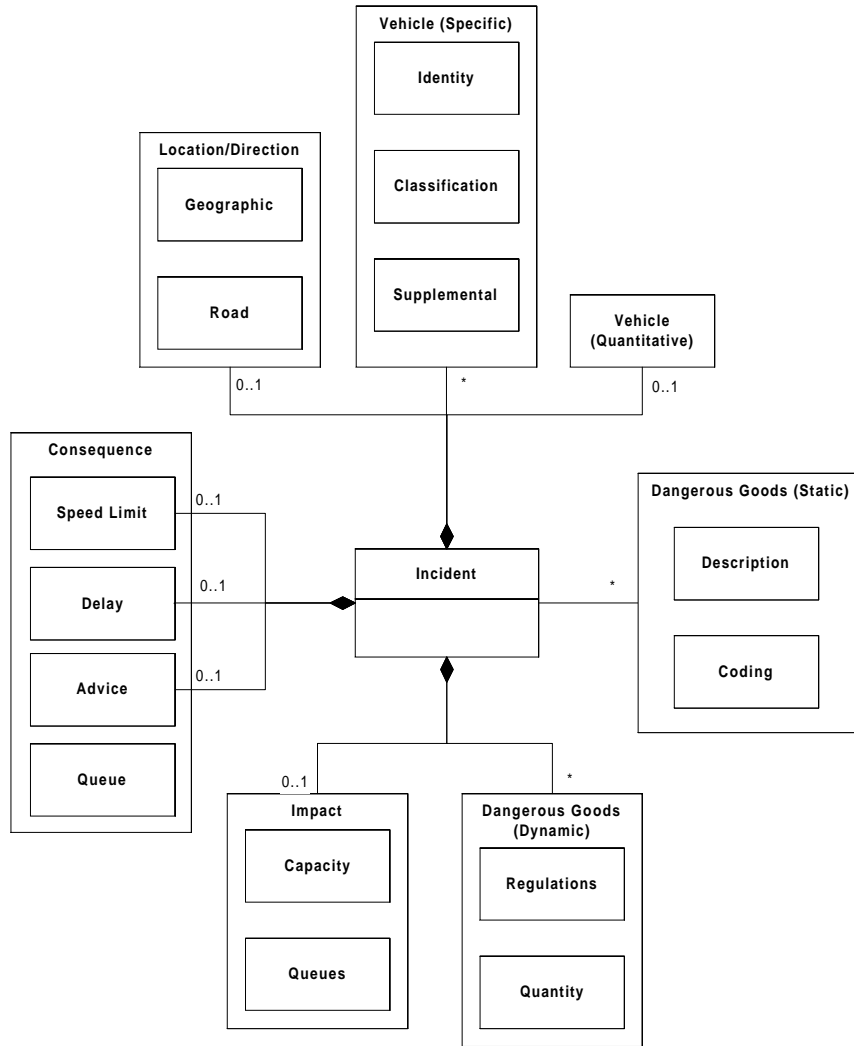 Vehicle (Specific)
Identity
Classification
Supplemental
Location/Direction
Geographic
Road
Vehicle
(Quantitative)
0..1
*
0..1
Consequence
Speed Limit
Delay
Advice
Queue
0..1
0..1
0..1
Incident
*
Dangerous Goods (Static)
Description
Coding
0..1
*
Impact
Capacity
Queues
Dangerous Goods
(Dynamic)
Regulations
Quantity